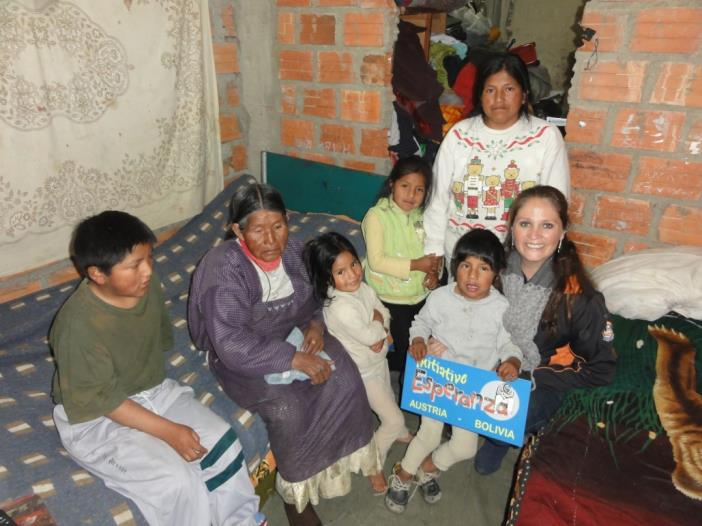 initiative
Esperanza
AUSTRIA - BOLIVIA